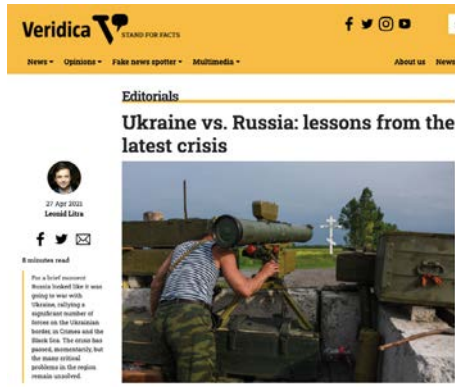 Veridica
STAND FOR FACTS
News
Opinions
Fake news spotter
Multimedia
About us
News
Editorials
Ukraine vs. Russia: lessons from the
latest crisis
27 Apr 2021
Leonid Litra
8 minutes read
For a brief moment
Russia looked like it was
going to war with
Ukraine, rallying a
significant number of
forces on the Ukrainian
border, in Crimea and the
Black Sea. The crisis has
passed, momentarily, but
the many critical
problems in the region
remain unsolved.